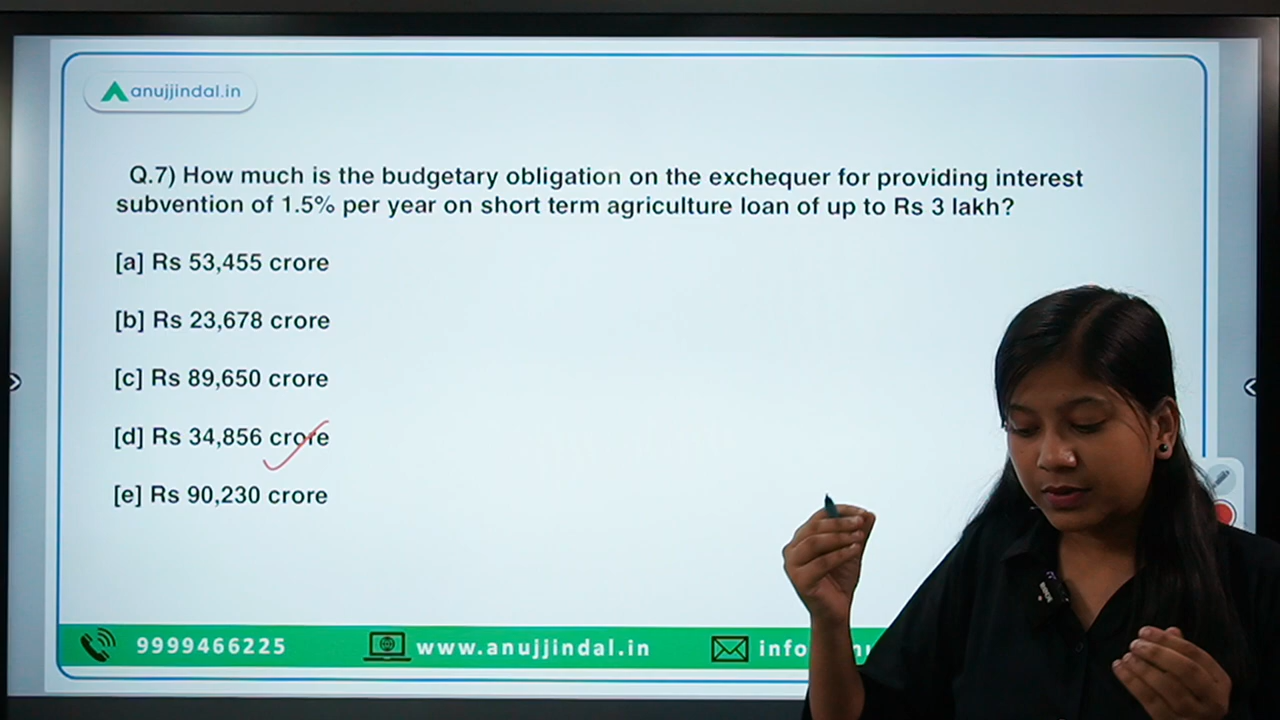 anujjindal.in
Q.7) How much is the budgetary obligation on the exchequer for providing interest
subvention of 1.5% per year on short term agriculture loan of up to Rs 3 lakh?
[a] Rs 53,455 crore
[b] Rs 23,678 crore
[c] Rs 89,650 crore
[d] Rs 34,856 crore
[e] Rs 90,230 crore
9999466225 www.anujjindal.in info